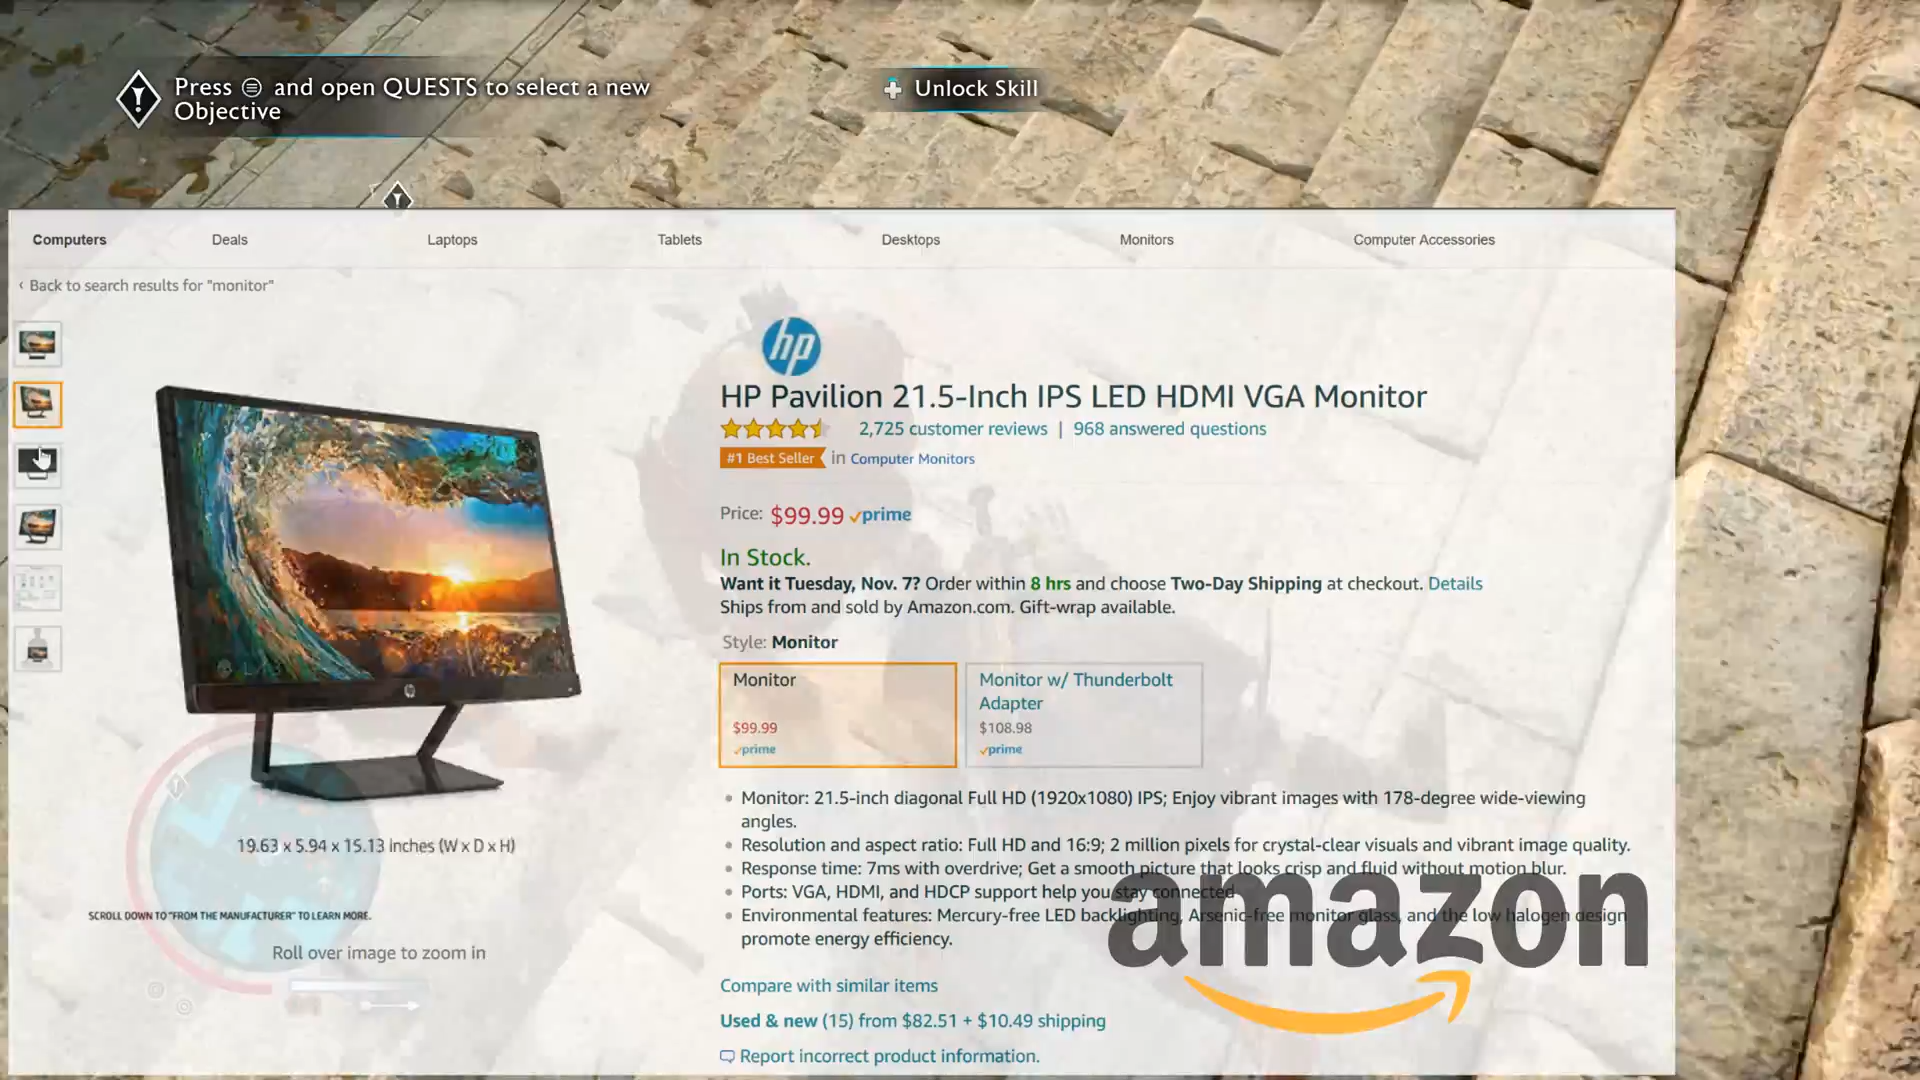 Press and open QUESTS to select a new
Objective
Unlock Skill
Computers
Deals
Laptops
Tablets
Desktops
Monitors
Computer Accessories
‹ Back to search results for "monitor"
hp
HP Pavilion 21.5-Inch IPS LED HDMI VGA Monitor
2,725 customer reviews | 968 answered questions
#1 Best Seller in Computer Monitors
Price: $99.99 prime
In Stock.
Want it Tuesday, Nov. 7? Order within 8 hrs and choose Two-Day Shipping at checkout. Details
Ships from and sold by Amazon.com. Gift-wrap available.
Style: Monitor
Monitor
$99.99
prime
Monitor w/ Thunderbolt
Adapter
$108.98
prime
19.63 x 5.94 x 15.13 inches (W x D x H)
SCROLL DOWN TO "FROM THE MANUFACTURER" TO LEARN MORE.
Roll over image to zoom in
• Monitor: 21.5-inch diagonal Full HD (1920x1080) IPS; Enjoy vibrant images with 178-degree wide-viewing
angles.
• Resolution and aspect ratio: Full HD and 16:9; 2 million pixels for crystal-clear visuals and vibrant image quality.
• Response time: 7ms with overdrive; Get a smooth picture that looks crisp and fluid without motion blur.
• Ports: VGA, HDMI, and HDCP support help you stay connected
• Environmental features: Mercury-free LED backlighting, Arsenic-free monitor glass, and the low halogen design
promote energy efficiency.
amazon
Compare with similar items
Used & new (15) from $82.51 + $10.49 shipping
Report incorrect product information.